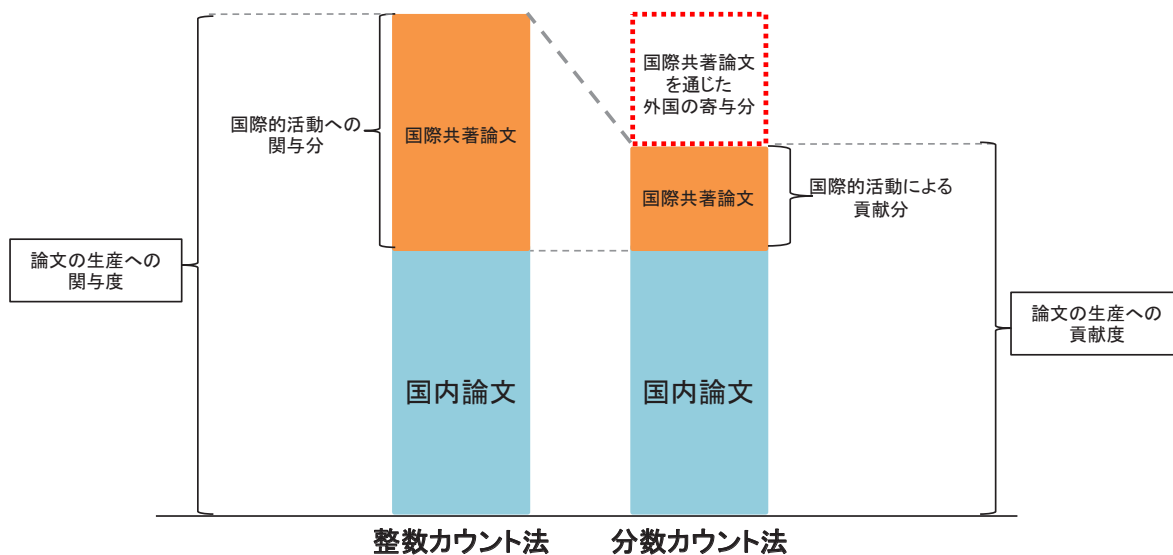 国際共著論文
を通じた
外国の寄与分
国際的活動への
関与分
国際共著論文
国際共著論文
国際的活動による
貢献分
論文の生産への
関与度
論文の生産への
貢献度
国内論文
国内論文
整数カウント法
分数カウント法